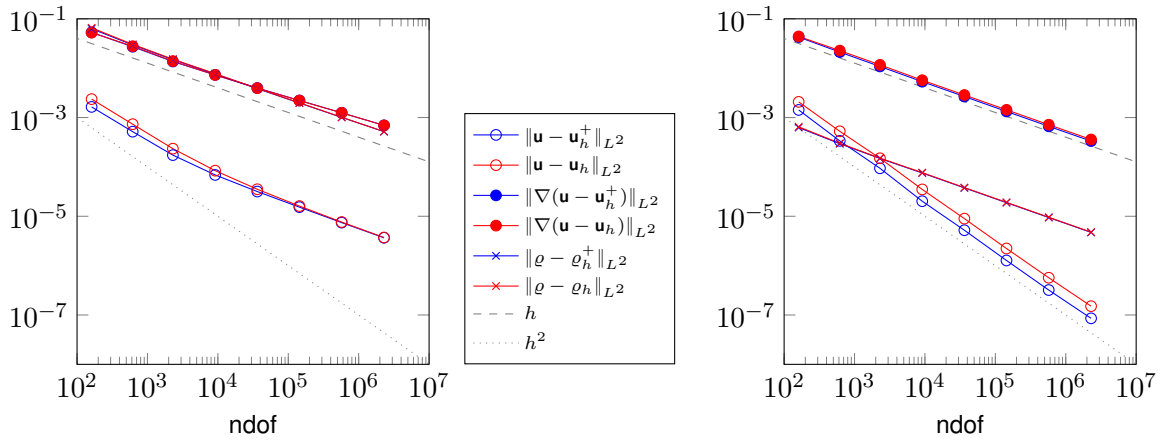 10^{-1}
10^{-3}
10^{-5}
10^{-7}
10^2 10^3 10^4 10^5 10^6 10^7
ndof
‖u − u_h^+‖_{L^2}
‖u − u_h‖_{L^2}
‖∇(u − u_h^+)‖_{L^2}
‖∇(u − u_h)‖_{L^2}
‖ϱ − ϱ_h^+‖_{L^2}
‖ϱ − ϱ_h‖_{L^2}
h
h^2
10^{-1}
10^{-3}
10^{-5}
10^{-7}
10^2 10^3 10^4 10^5 10^6 10^7
ndof